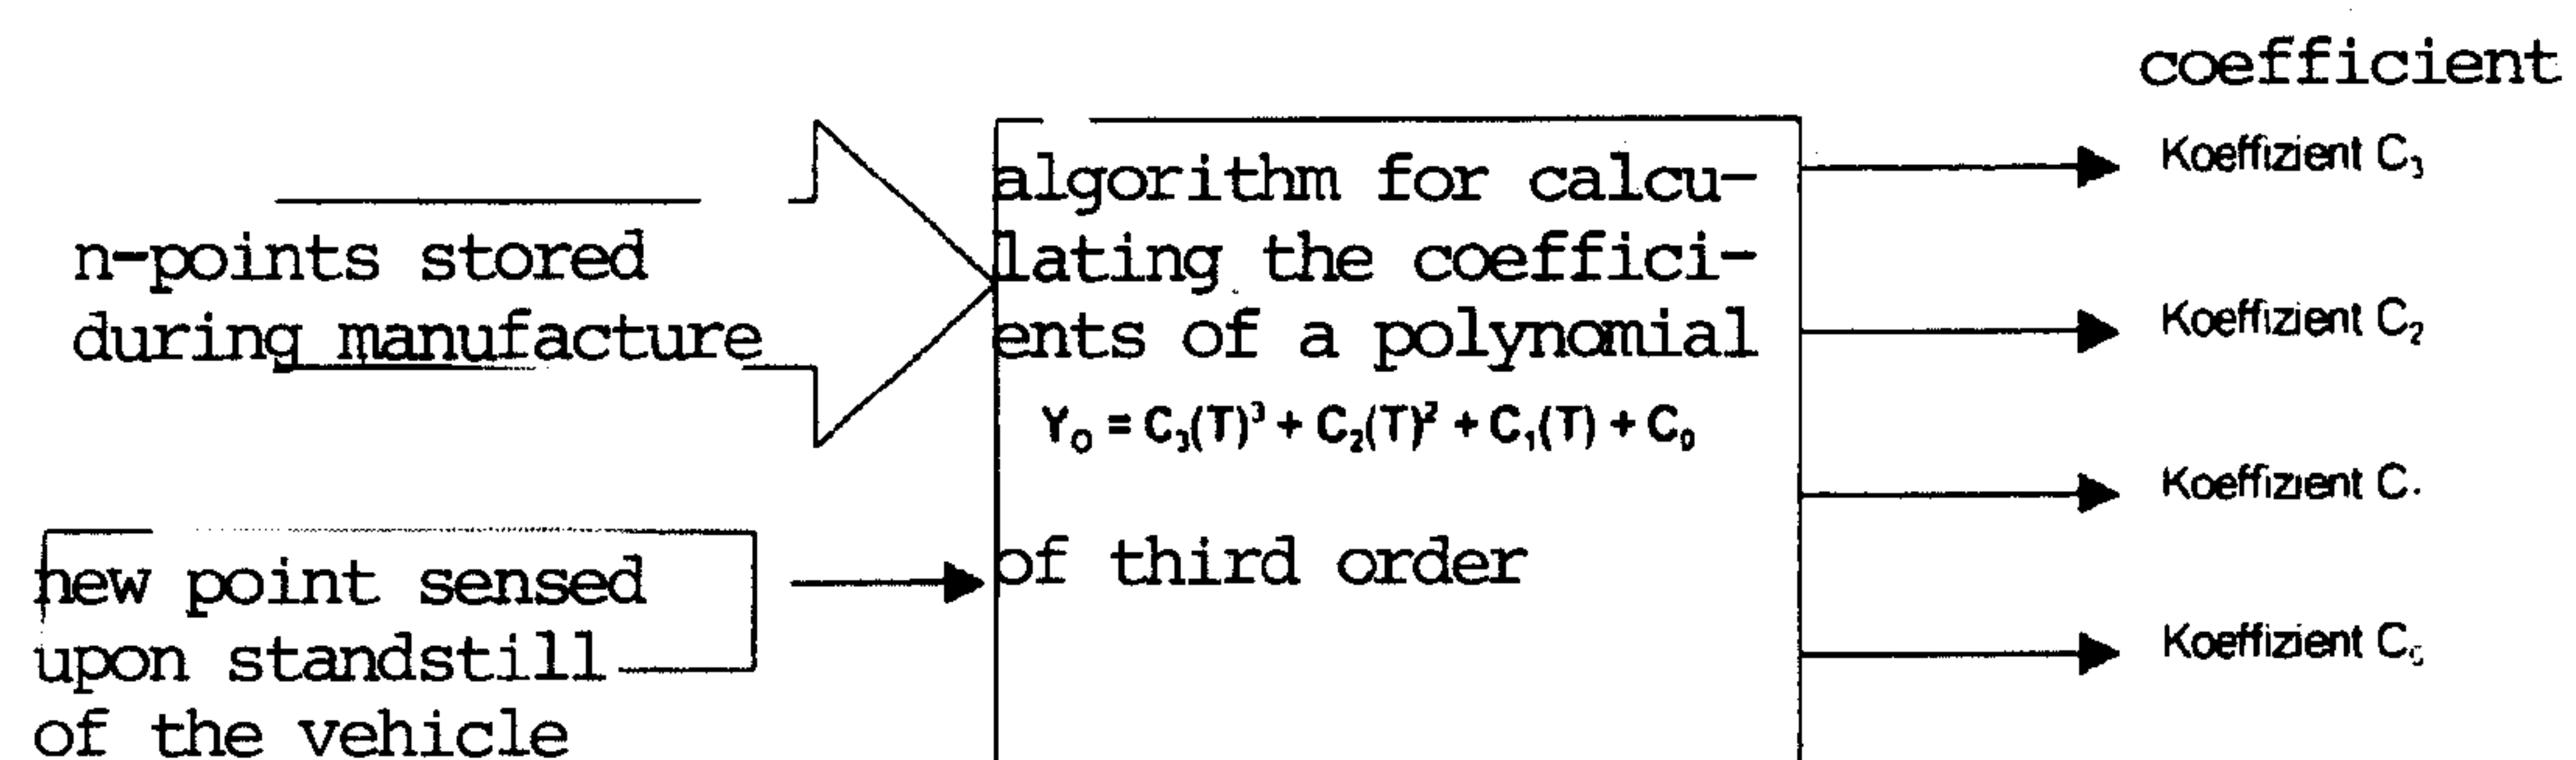 coefficient
n-points stored
during manufacture
new point sensed
upon standstill
of the vehicle
algorithm for calcu-
lating the coeffici-
ents of a polynomial
Y₀ = C₃(T)³ + C₂(T)² + C₁(T) + C₀
of third order
Koeffizient C₃
Koeffizient C₂
Koeffizient C
Koeffizient C